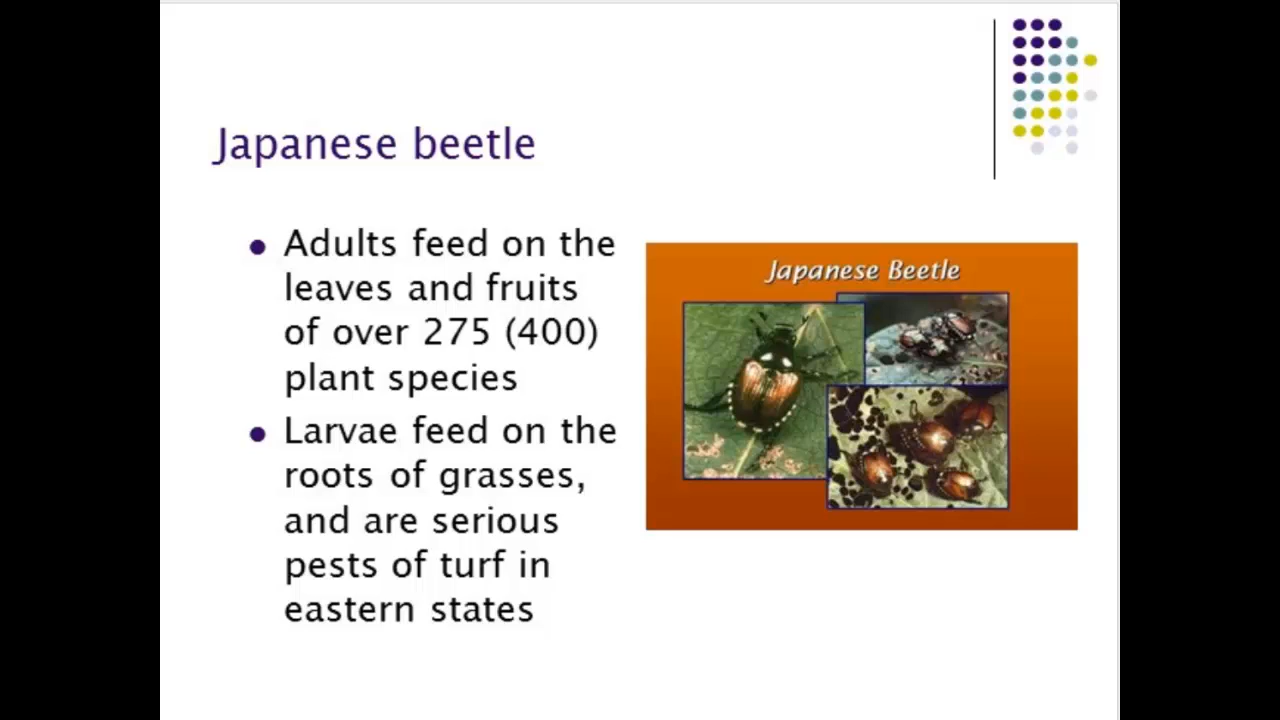 Japanese beetle
Adults feed on the
leaves and fruits
of over 275 (400)
plant species
Larvae feed on the
roots of grasses,
and are serious
pests of turf in
eastern states
Japanese Beetle